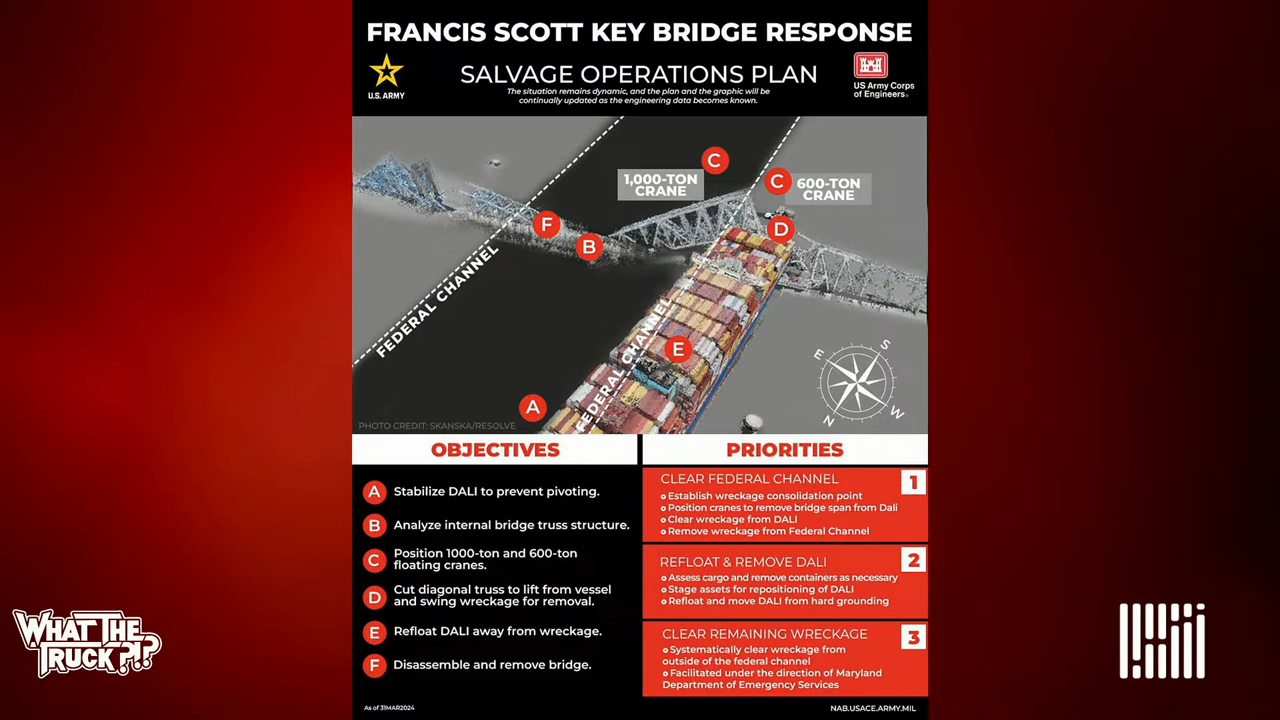 FRANCIS SCOTT KEY BRIDGE RESPONSE
SALVAGE OPERATIONS PLAN
The situation remains dynamic, and the plan and the graphic will be
continually updated as the engineering data becomes known.
U.S. ARMY
US Army Corps
of Engineers®
C
1,000-TON
CRANE
C
600-TON
CRANE
F
B
D
FEDERAL CHANNEL
FEDERAL CHANNEL
E
A
S
E
W
N
PHOTO CREDIT: SKANSKA/RESOLVE
OBJECTIVES
A Stabilize DALI to prevent pivoting.
B Analyze internal bridge truss structure.
C Position 1000-ton and 600-ton
floating cranes.
D Cut diagonal truss to lift from vessel
and swing wreckage for removal.
E Refloat DALI away from wreckage.
F Disassemble and remove bridge.
As of 31MAR2024
PRIORITIES
CLEAR FEDERAL CHANNEL 1
Establish wreckage consolidation point
Position cranes to remove bridge span from Dali
Clear wreckage from DALI
Remove wreckage from Federal Channel
REFLOAT & REMOVE DALI 2
Assess cargo and remove containers as necessary
Stage assets for repositioning of DALI
Refloat and move DALI from hard grounding
CLEAR REMAINING WRECKAGE 3
Systematically clear wreckage from
outside of the federal channel
Facilitated under the direction of Maryland
Department of Emergency Services
NAB.USACE.ARMY.MIL
WHAT THE
TRUCK?!?